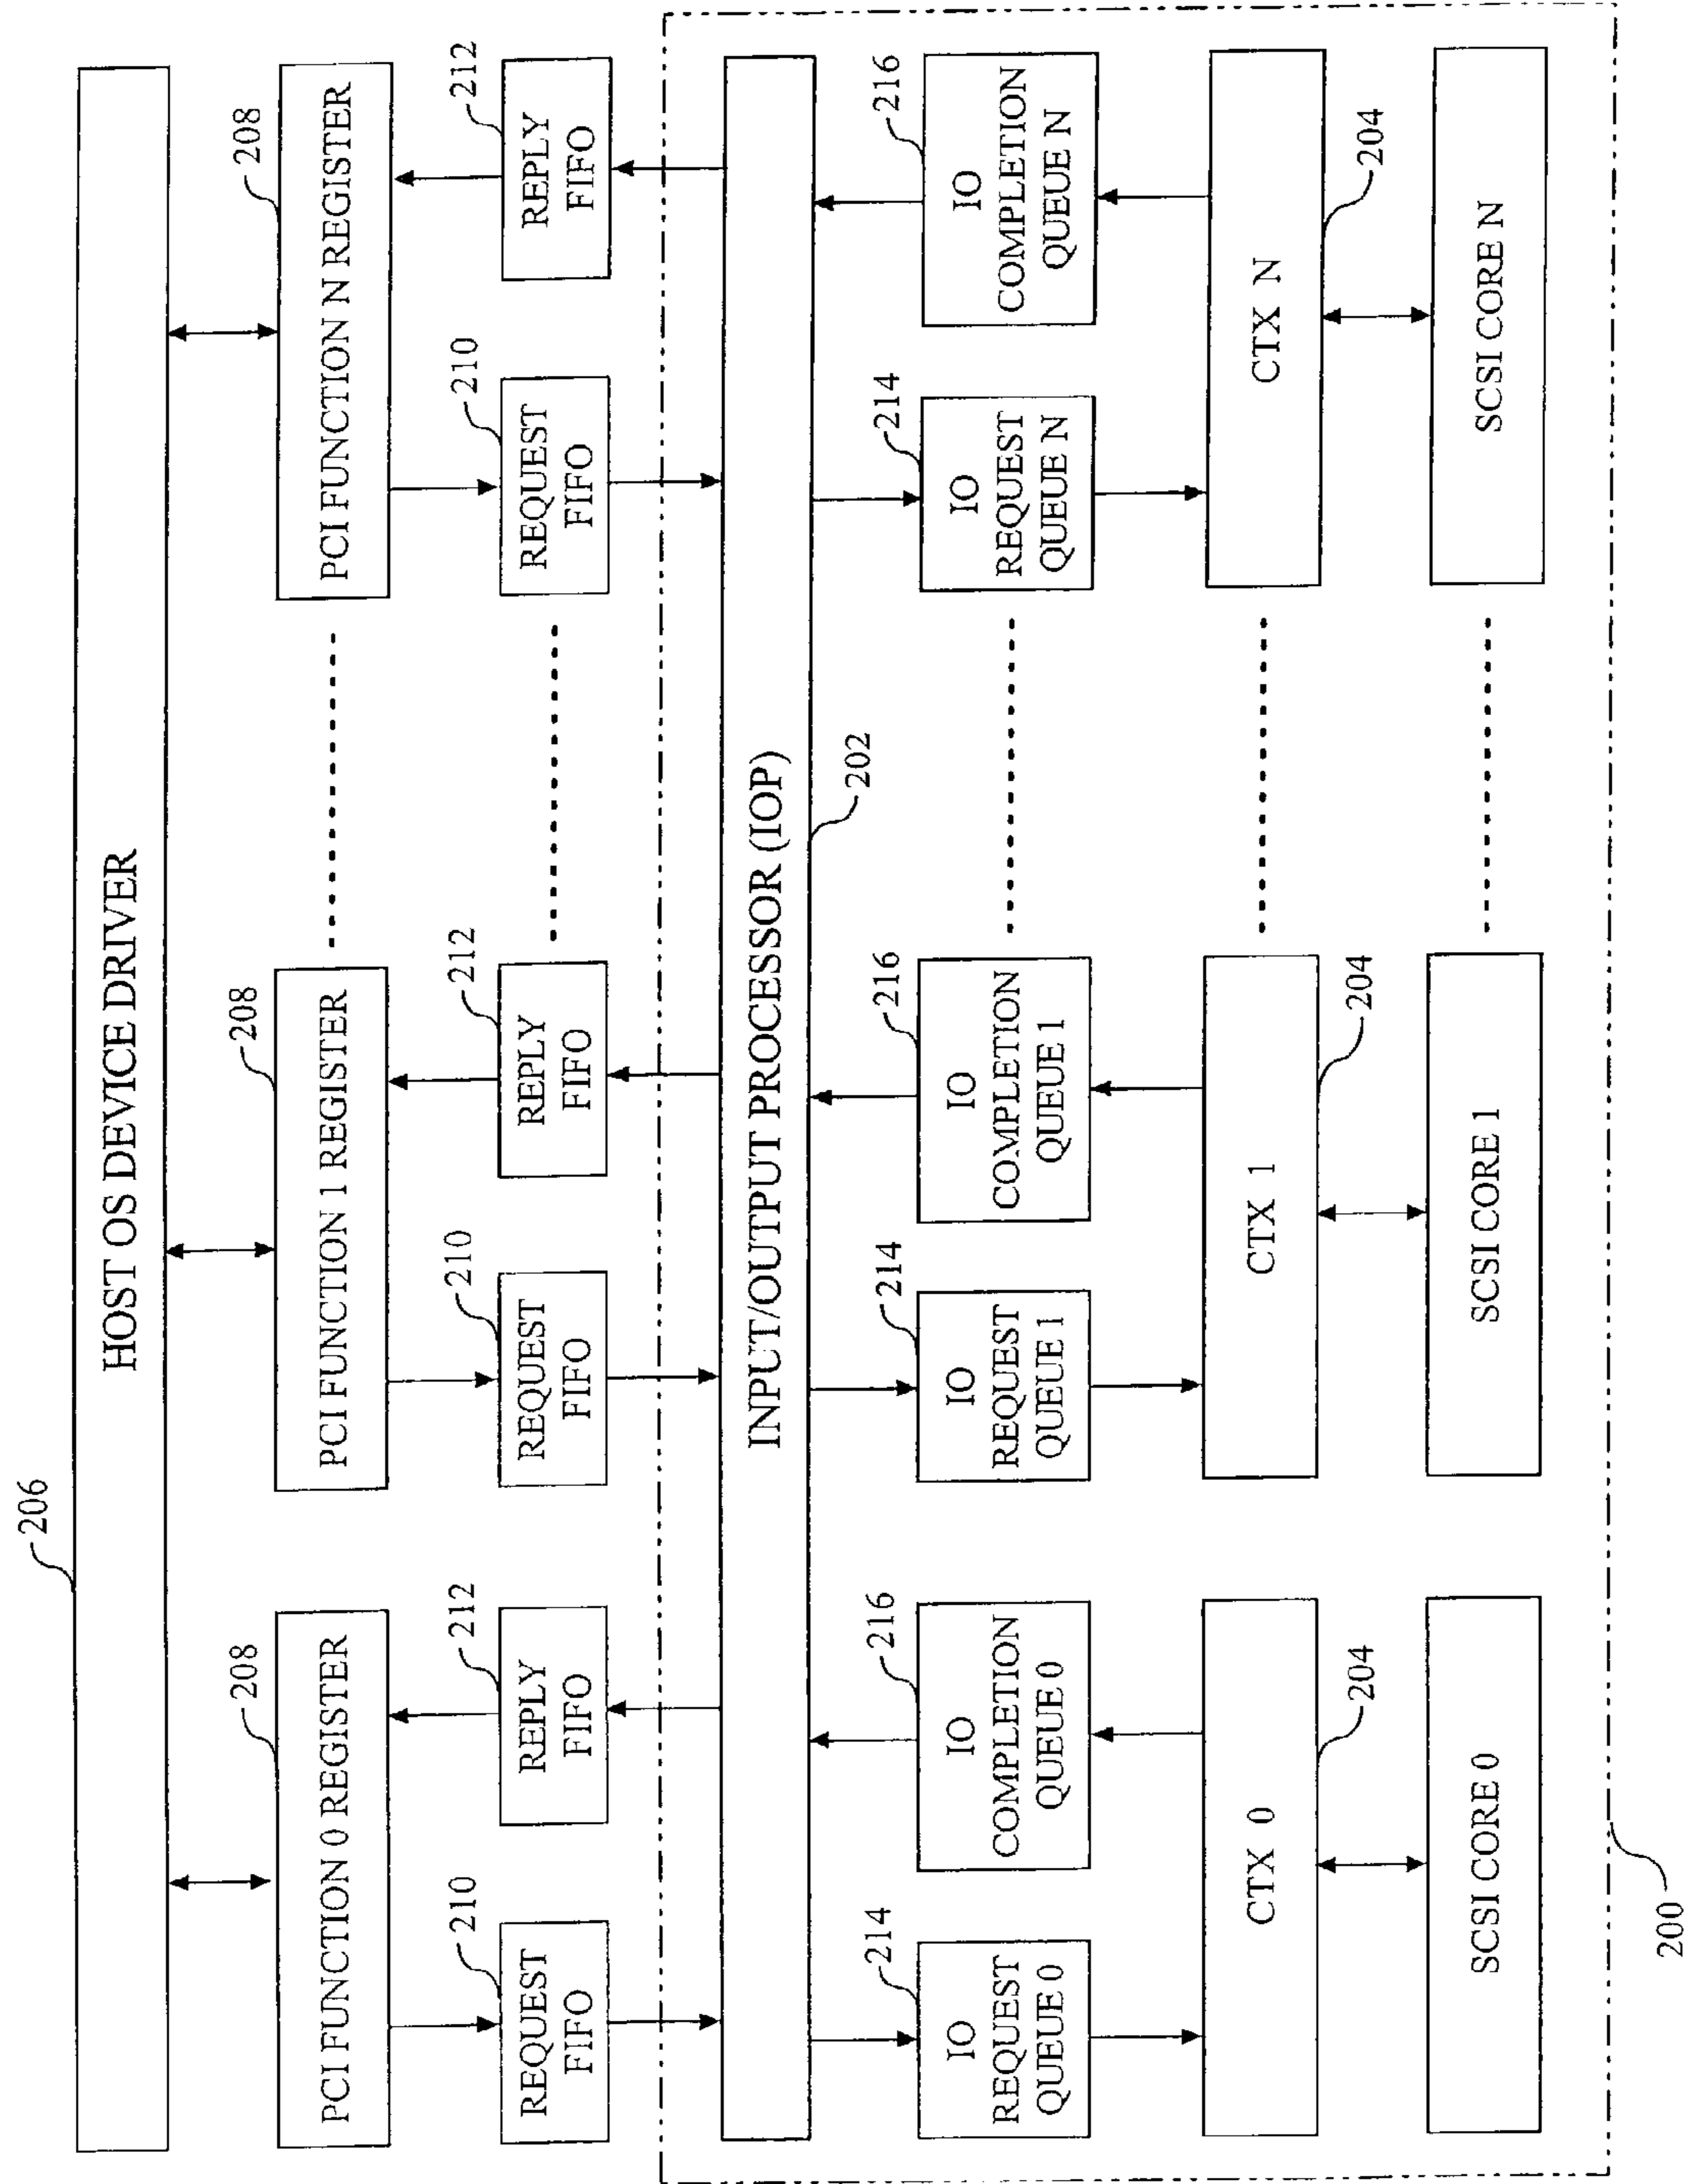 206
HOST OS DEVICE DRIVER
208
PCI FUNCTION 0 REGISTER
208
PCI FUNCTION 1 REGISTER
208
PCI FUNCTION N REGISTER
210
REQUEST
FIFO
212
REPLY
FIFO
210
REQUEST
FIFO
212
REPLY
FIFO
210
REQUEST
FIFO
212
REPLY
FIFO
INPUT/OUTPUT PROCESSOR (IOP)
202
214
IO
REQUEST
QUEUE 0
216
IO
COMPLETION
QUEUE 0
214
IO
REQUEST
QUEUE 1
216
IO
COMPLETION
QUEUE 1
214
IO
REQUEST
QUEUE N
216
IO
COMPLETION
QUEUE N
CTX 0
204
CTX 1
204
CTX N
204
SCSI CORE 0
SCSI CORE 1
SCSI CORE N
200